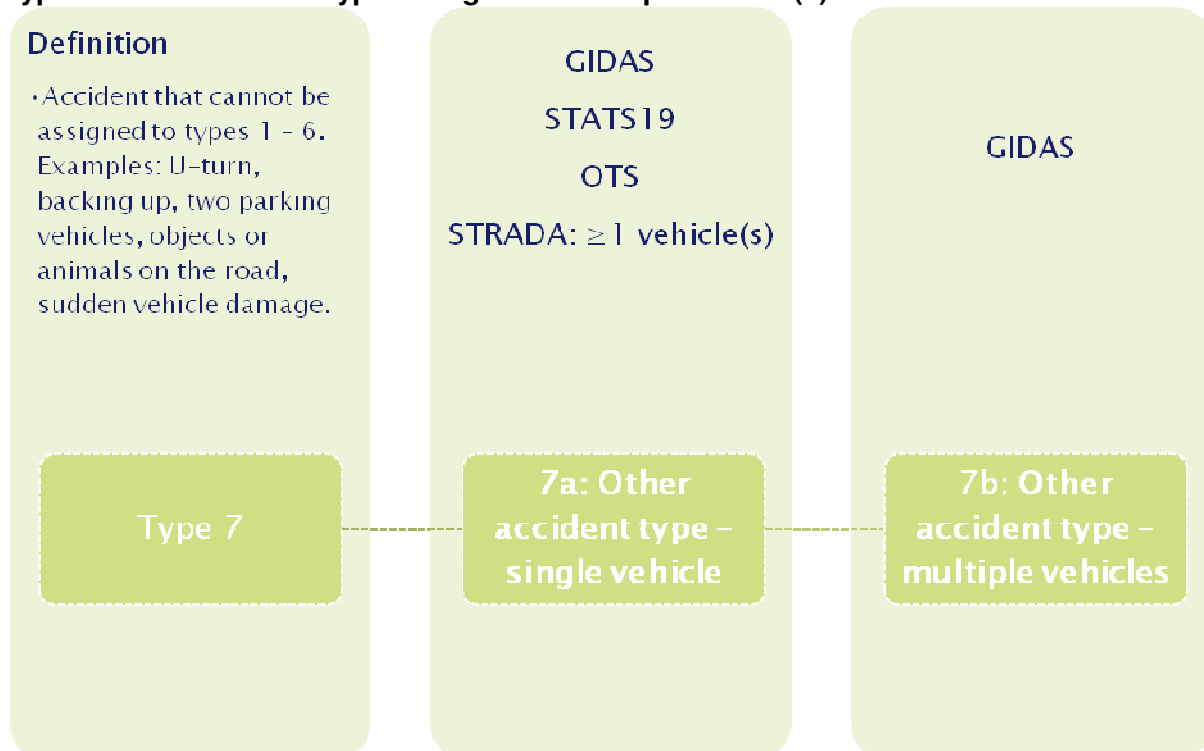 Definition
•Accident that cannot be
assigned to types 1 – 6.
Examples: U-turn,
backing up, two parking
vehicles, objects or
animals on the road,
sudden vehicle damage.
Type 7
GIDAS
STATS19
OTS
STRADA: ≥1 vehicle(s)
7a: Other
accident type –
single vehicle
GIDAS
7b: Other
accident type –
multiple vehicles